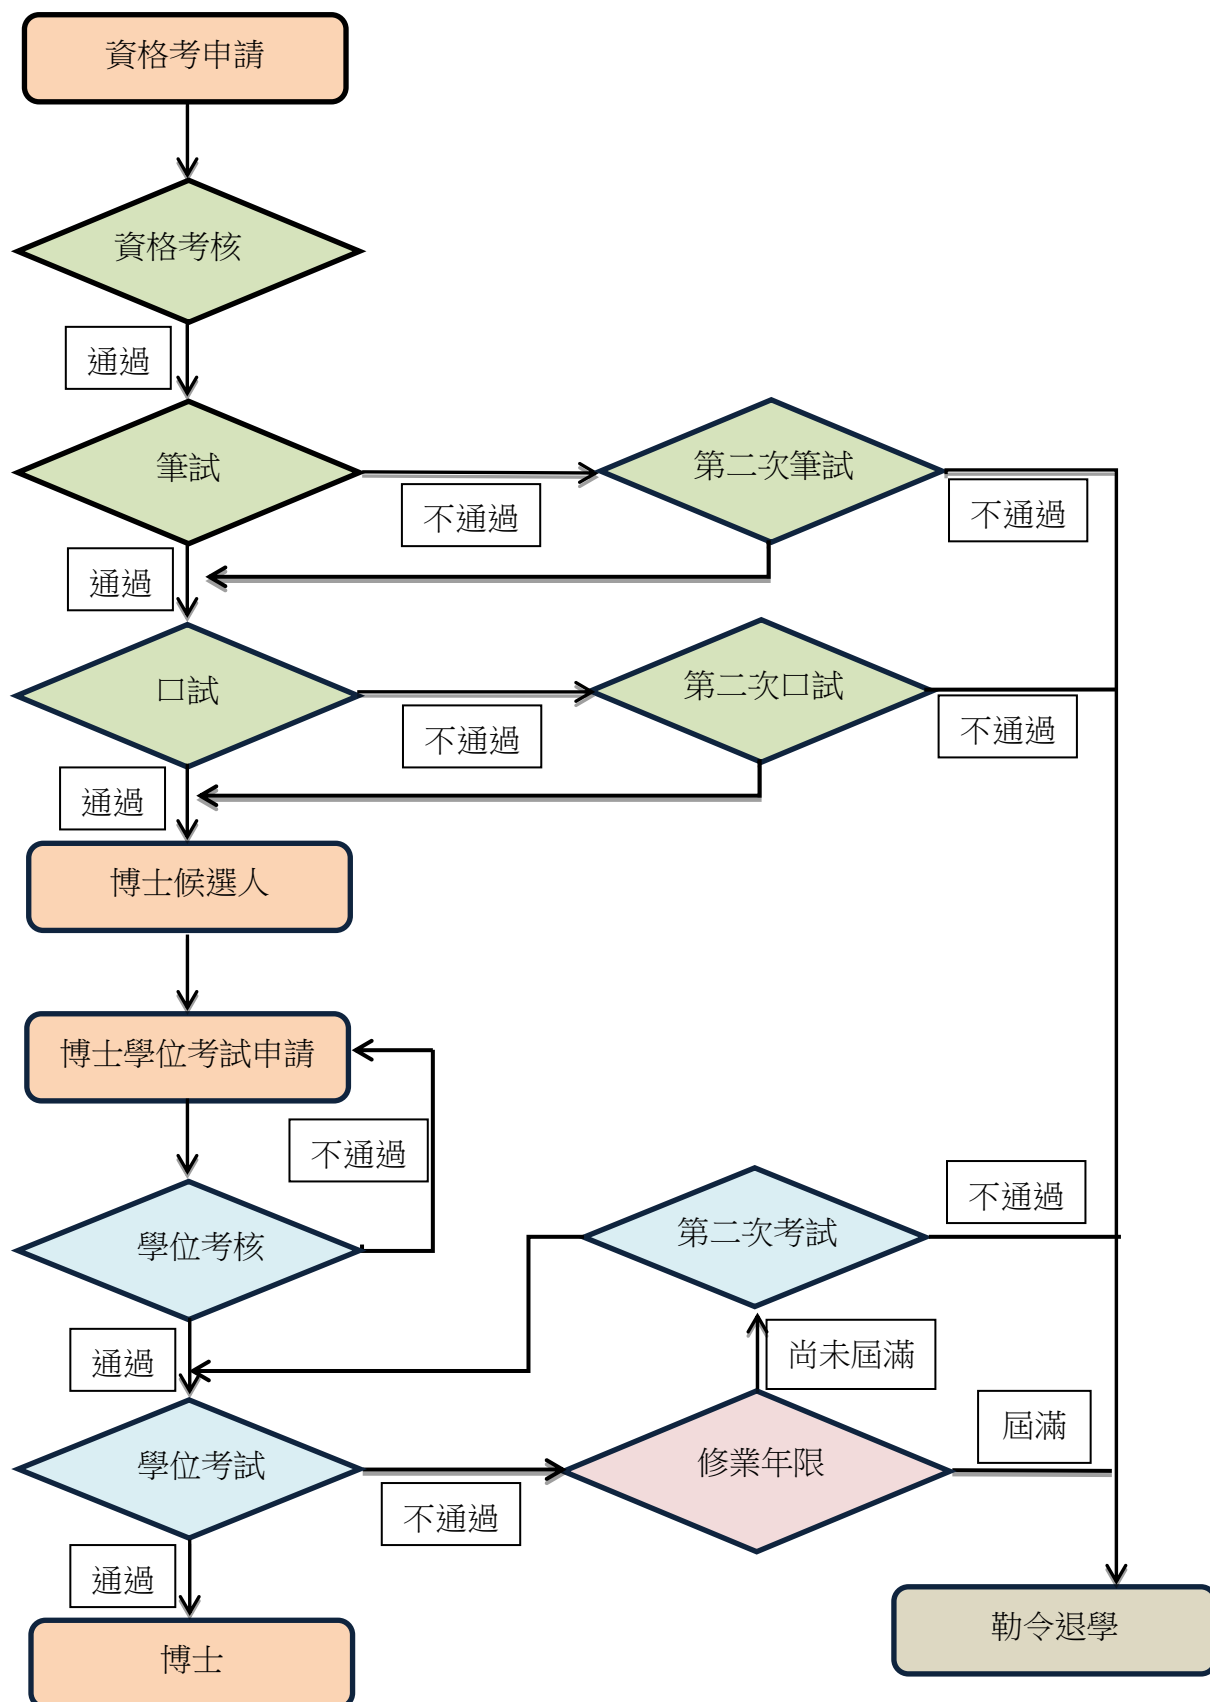 資格考申請
資格考核
通過
筆試
不通過
第二次筆試
不通過
通過
口試
不通過
第二次口試
不通過
通過
博士候選人
博士學位考試申請
不通過
學位考核
第二次考試
不通過
通過
尚未屆滿
學位考試
不通過
修業年限
屆滿
通過
博士
勒令退學